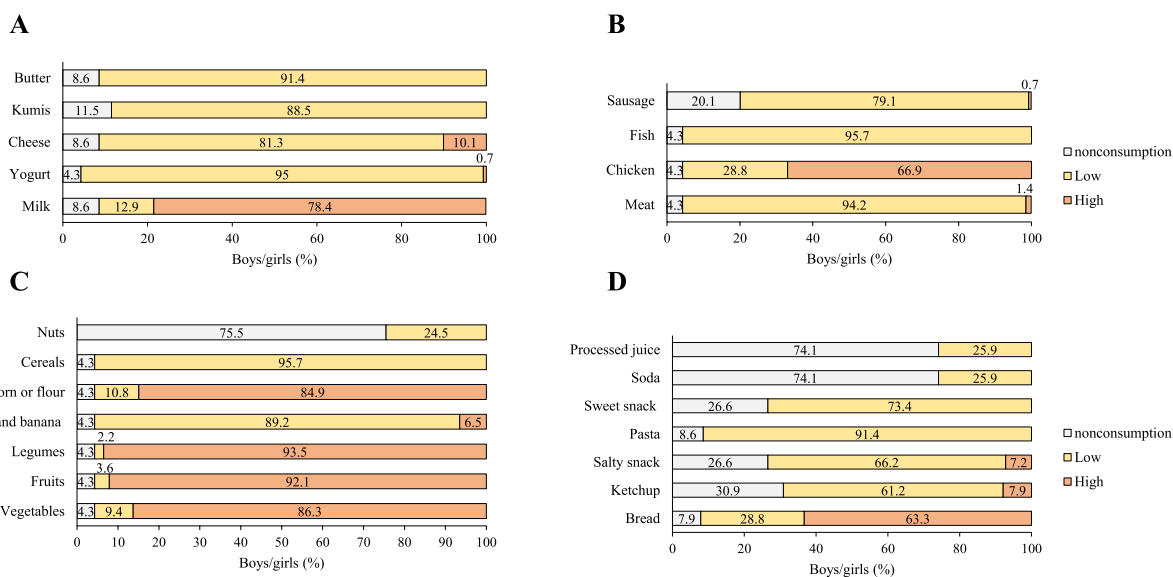 A
Butter 8.6 91.4
Kumis 11.5 88.5
Cheese 8.6 81.3 10.1
Yogurt 4.3 95 0.7
Milk 8.6 12.9 78.4
0 20 40 60 80 100
Boys/girls (%)
B
Sausage 20.1 79.1 0.7
Fish 4.3 95.7
Chicken 4.3 28.8 66.9
Meat 4.3 94.2 1.4
0 20 40 60 80 100
Boys/girls (%)
nonconsumption
Low
High
C
Nuts 75.5 24.5
Cereals 4.3 95.7
orn or flour 4.3 10.8 84.9
and banana 4.3 89.2 6.5
Legumes 4.3 2.2 93.5
Fruits 4.3 3.6 92.1
Vegetables 4.3 9.4 86.3
0 10 20 30 40 50 60 70 80 90 100
Boys/girls (%)
D
Processed juice 74.1 25.9
Soda 74.1 25.9
Sweet snack 26.6 73.4
Pasta 8.6 91.4
Salty snack 26.6 66.2 7.2
Ketchup 30.9 61.2 7.9
Bread 7.9 28.8 63.3
0 20 40 60 80 100
Boys/girls (%)
nonconsumption
Low
High